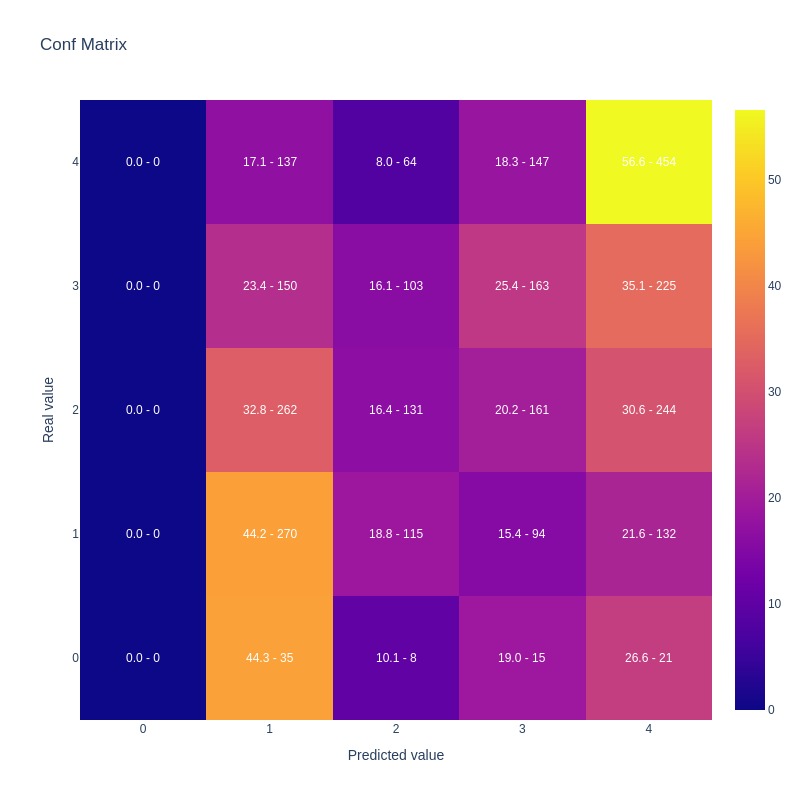 Conf Matrix
4
0.0 - 0
17.1 - 137
8.0 - 64
18.3 - 147
56.6 - 454
3
0.0 - 0
23.4 - 150
16.1 - 103
25.4 - 163
35.1 - 225
2
0.0 - 0
32.8 - 262
16.4 - 131
20.2 - 161
30.6 - 244
1
0.0 - 0
44.2 - 270
18.8 - 115
15.4 - 94
21.6 - 132
0
0.0 - 0
44.3 - 35
10.1 - 8
19.0 - 15
26.6 - 21
0
1
2
3
4
Predicted value
Real value
50
40
30
20
10
0